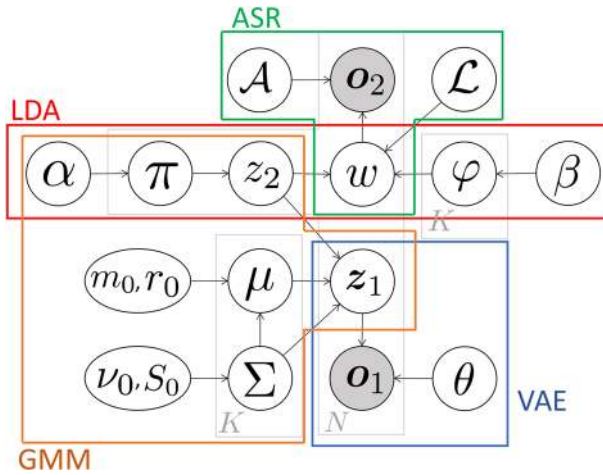 ASR
𝒜 o₂ ℒ
LDA
α π z₂ w φ β
K
m₀, r₀ μ z₁
ν₀, S₀ Σ o₁ θ
K N
VAE
GMM